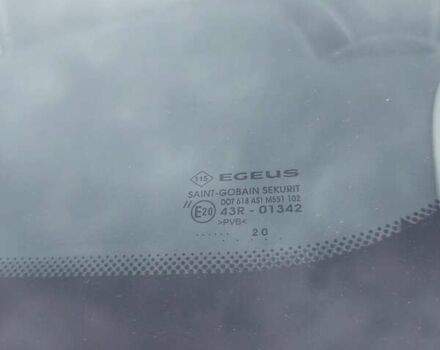 115 EGEUS
SAINT-GOBAIN SEKURIT
DOT 618 AS1 M551 102
// E20 43R - 01342
>PVB<
...... 20